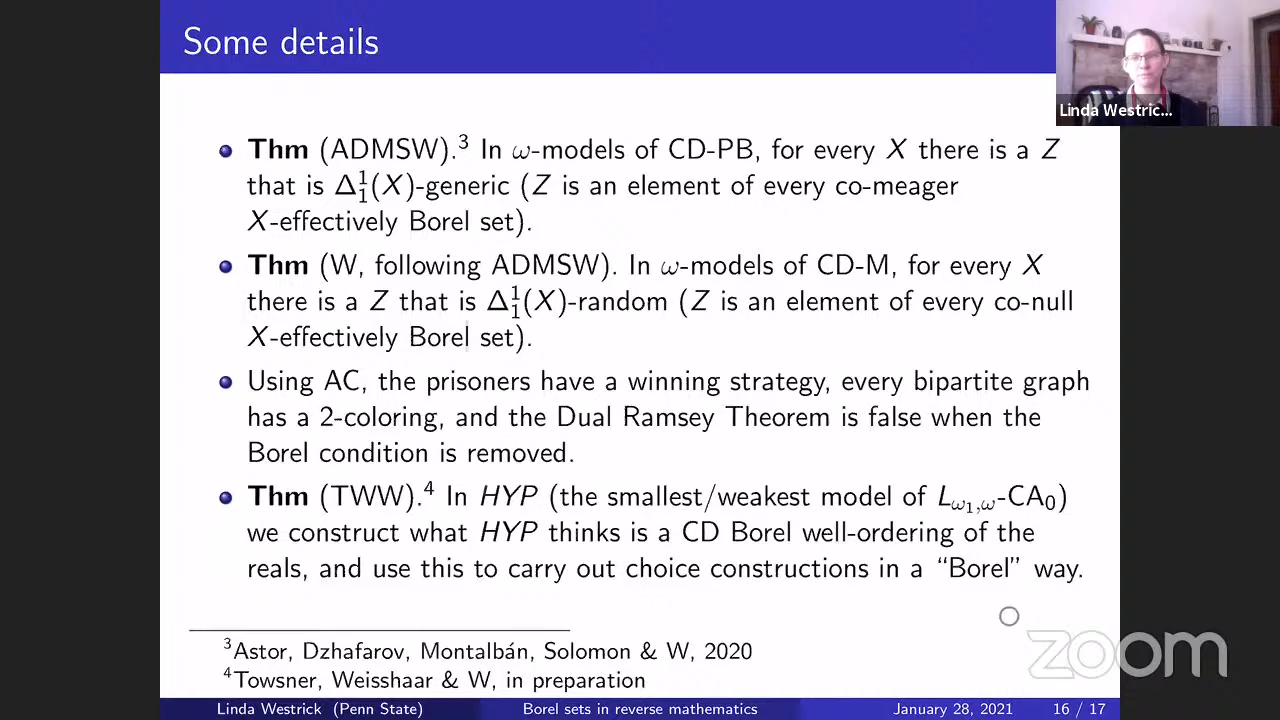 Some details
Linda Westric...
• Thm (ADMSW).³ In ω-models of CD-PB, for every X there is a Z
that is Δ¹₁(X)-generic (Z is an element of every co-meager
X-effectively Borel set).
• Thm (W, following ADMSW). In ω-models of CD-M, for every X
there is a Z that is Δ¹₁(X)-random (Z is an element of every co-null
X-effectively Borel set).
• Using AC, the prisoners have a winning strategy, every bipartite graph
has a 2-coloring, and the Dual Ramsey Theorem is false when the
Borel condition is removed.
• Thm (TWW).⁴ In HYP (the smallest/weakest model of L_{ω₁,ω}-CA₀)
we construct what HYP thinks is a CD Borel well-ordering of the
reals, and use this to carry out choice constructions in a “Borel” way.
³Astor, Dzhafarov, Montalbán, Solomon & W, 2020
⁴Towsner, Weisshaar & W, in preparation
zoom
Linda Westrick (Penn State) Borel sets in reverse mathematics January 28, 2021 16 / 17